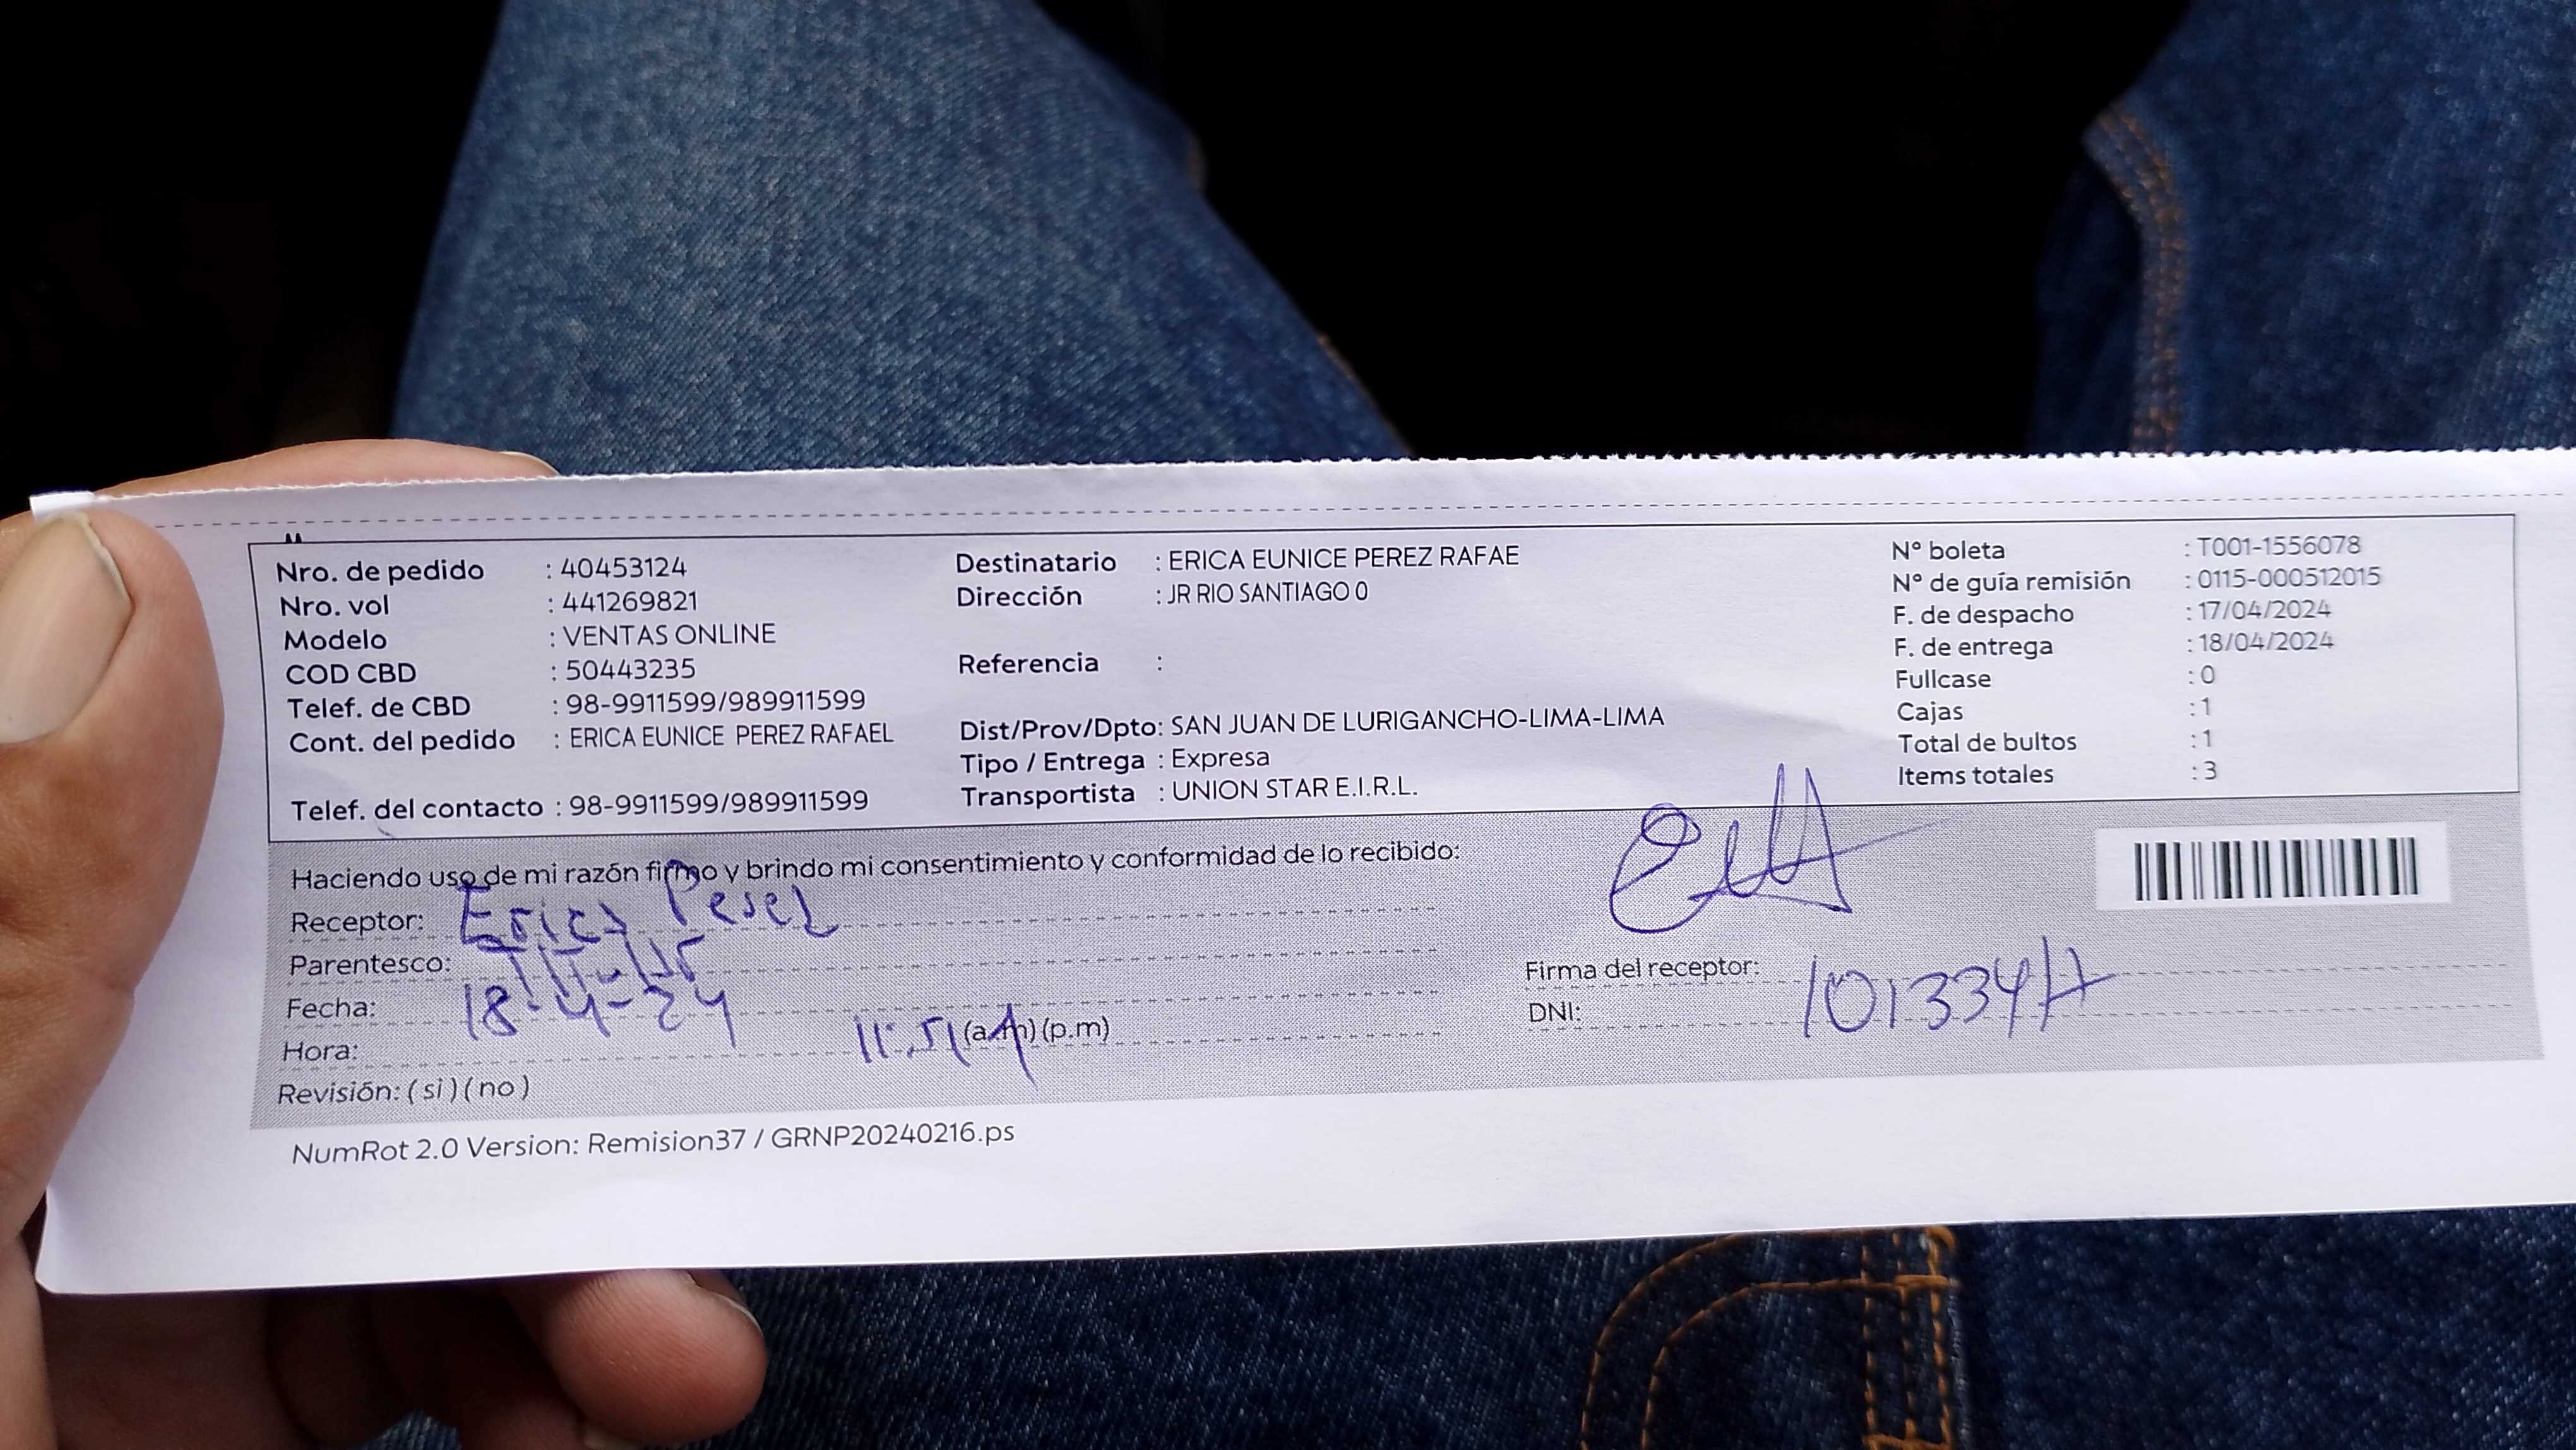 Nro. de pedido : 40453124
Nro. vol : 441269821
Modelo : VENTAS ONLINE
COD CBD : 50443235
Telef. de CBD : 98-9911599/989911599
Cont. del pedido : ERICA EUNICE PEREZ RAFAEL
Telef. del contacto : 98-9911599/989911599
Destinatario : ERICA EUNICE PEREZ RAFAE
Dirección : JR RIO SANTIAGO 0
Referencia :
Dist/Prov/Dpto: SAN JUAN DE LURIGANCHO-LIMA-LIMA
Tipo / Entrega : Expresa
Transportista : UNION STAR E.I.R.L.
N° boleta : T001-1556078
N° de guía remisión : 0115-000512015
F. de despacho : 17/04/2024
F. de entrega : 18/04/2024
Fullcase : 0
Cajas : 1
Total de bultos : 1
Items totales : 3
Haciendo uso de mi razón firmo y brindo mi consentimiento y conformidad de lo recibido:
Receptor: Erica Perez
Parentesco:
Fecha: 18-4-24
Hora: 11:51 (a.m) (p.m)
Revisión: ( si ) ( no )
Firma del receptor:
DNI:
NumRot 2.0 Version: Remision37 / GRNP20240216.ps